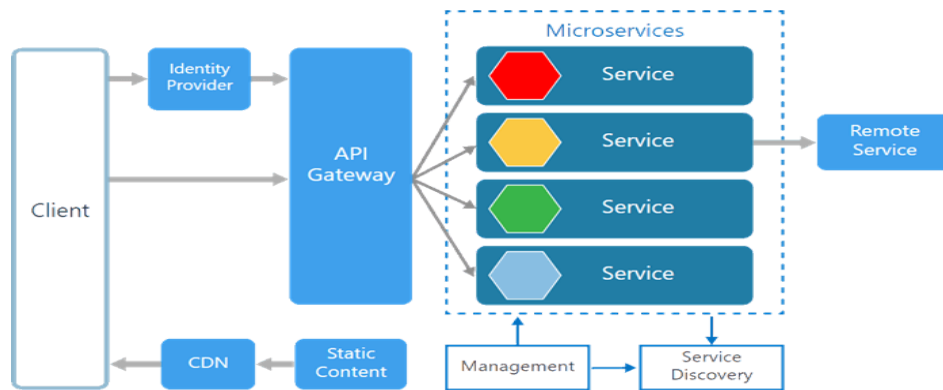 Microservices
Identity
Provider
Service
API
Gateway
Service
Remote
Service
Client
Service
Service
CDN
Static
Content
Management
Service
Discovery